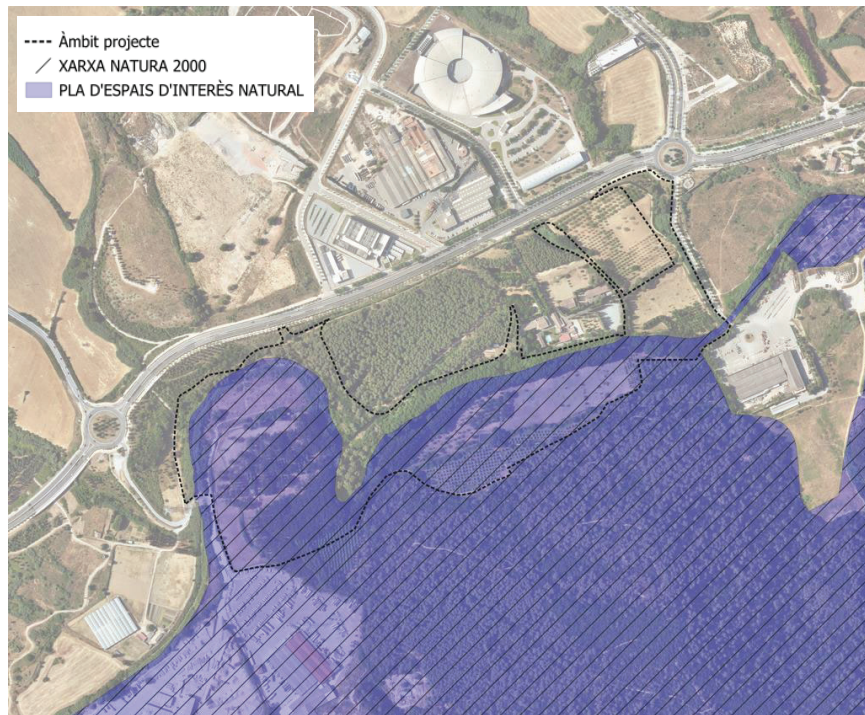 Àmbit projecte
XARXA NATURA 2000
PLA D'ESPAIS D'INTERÈS NATURAL